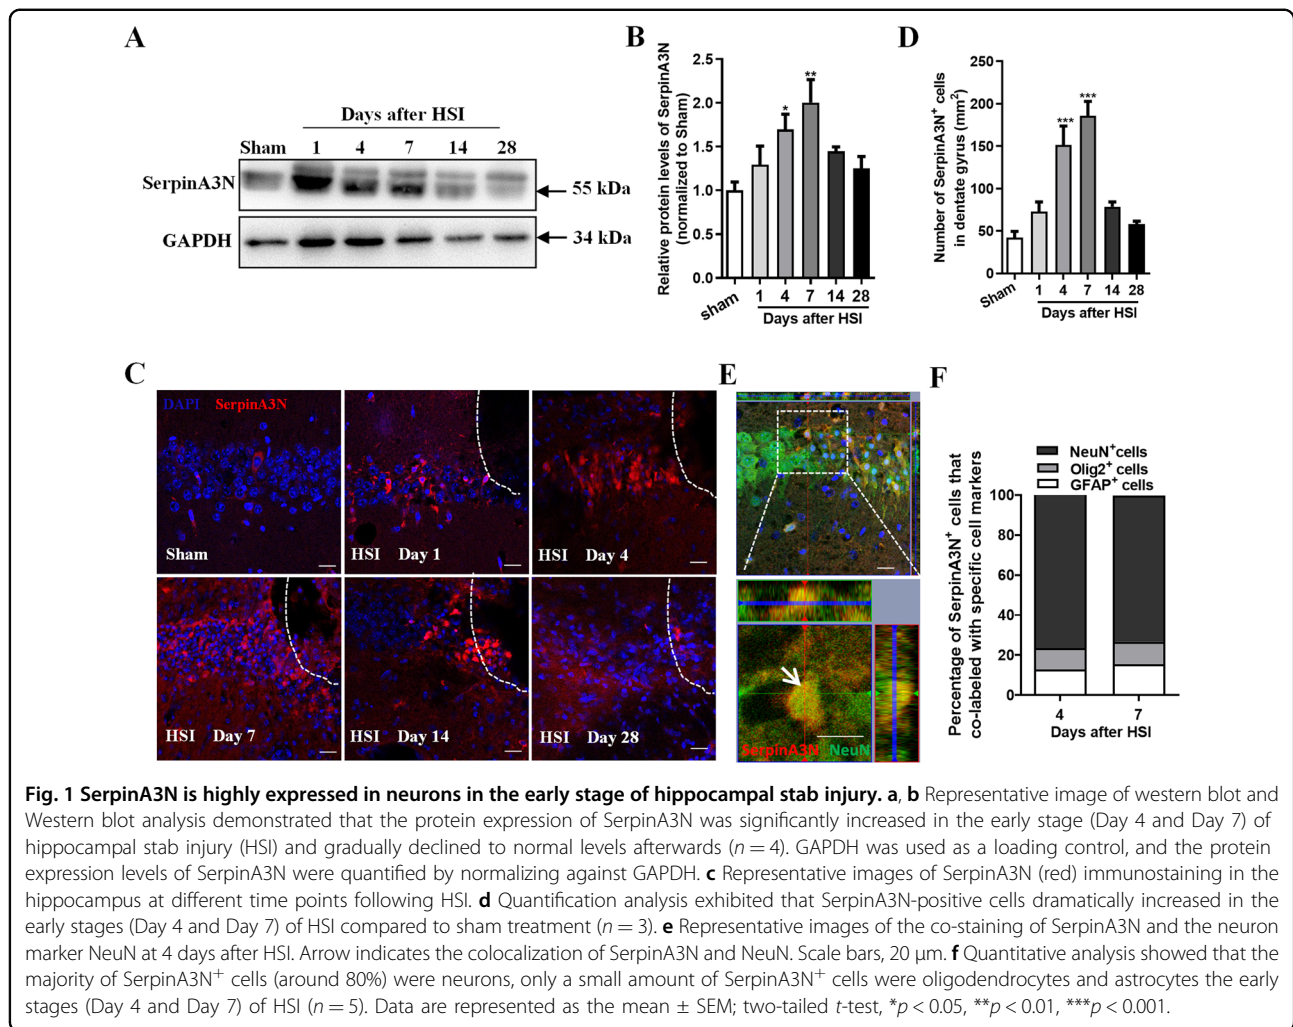 A
Days after HSI
Sham 1 4 7 14 28
SerpinA3N
55 kDa
GAPDH
34 kDa
B
Relative protein levels of SerpinA3N
(normalized to Sham)
2.5
2.0
1.5
1.0
0.5
0.0
*
**
sham 1 4 7 14 28
Days after HSI
D
Number of SerpinA3N⁺ cells
in dentate gyrus (mm²)
250
200
150
100
50
0
***
***
Sham 1 4 7 14 28
Days after HSI
C
DAPI SerpinA3N
Sham
HSI Day 1
HSI Day 4
HSI Day 7
HSI Day 14
HSI Day 28
E
SerpinA3N NeuN
F
NeuN⁺cells
Olig2⁺ cells
GFAP⁺ cells
Percentage of SerpinA3N⁺ cells that
co-labeled with specific cell markers
100
80
60
40
20
0
4 7
Days after HSI
Fig. 1 SerpinA3N is highly expressed in neurons in the early stage of hippocampal stab injury. a, b Representative image of western blot and
Western blot analysis demonstrated that the protein expression of SerpinA3N was significantly increased in the early stage (Day 4 and Day 7) of
hippocampal stab injury (HSI) and gradually declined to normal levels afterwards (n = 4). GAPDH was used as a loading control, and the protein
expression levels of SerpinA3N were quantified by normalizing against GAPDH. c Representative images of SerpinA3N (red) immunostaining in the
hippocampus at different time points following HSI. d Quantification analysis exhibited that SerpinA3N-positive cells dramatically increased in the
early stages (Day 4 and Day 7) of HSI compared to sham treatment (n = 3). e Representative images of the co-staining of SerpinA3N and the neuron
marker NeuN at 4 days after HSI. Arrow indicates the colocalization of SerpinA3N and NeuN. Scale bars, 20 μm. f Quantitative analysis showed that the
majority of SerpinA3N⁺ cells (around 80%) were neurons, only a small amount of SerpinA3N⁺ cells were oligodendrocytes and astrocytes the early
stages (Day 4 and Day 7) of HSI (n = 5). Data are represented as the mean ± SEM; two-tailed t-test, *p < 0.05, **p < 0.01, ***p < 0.001.